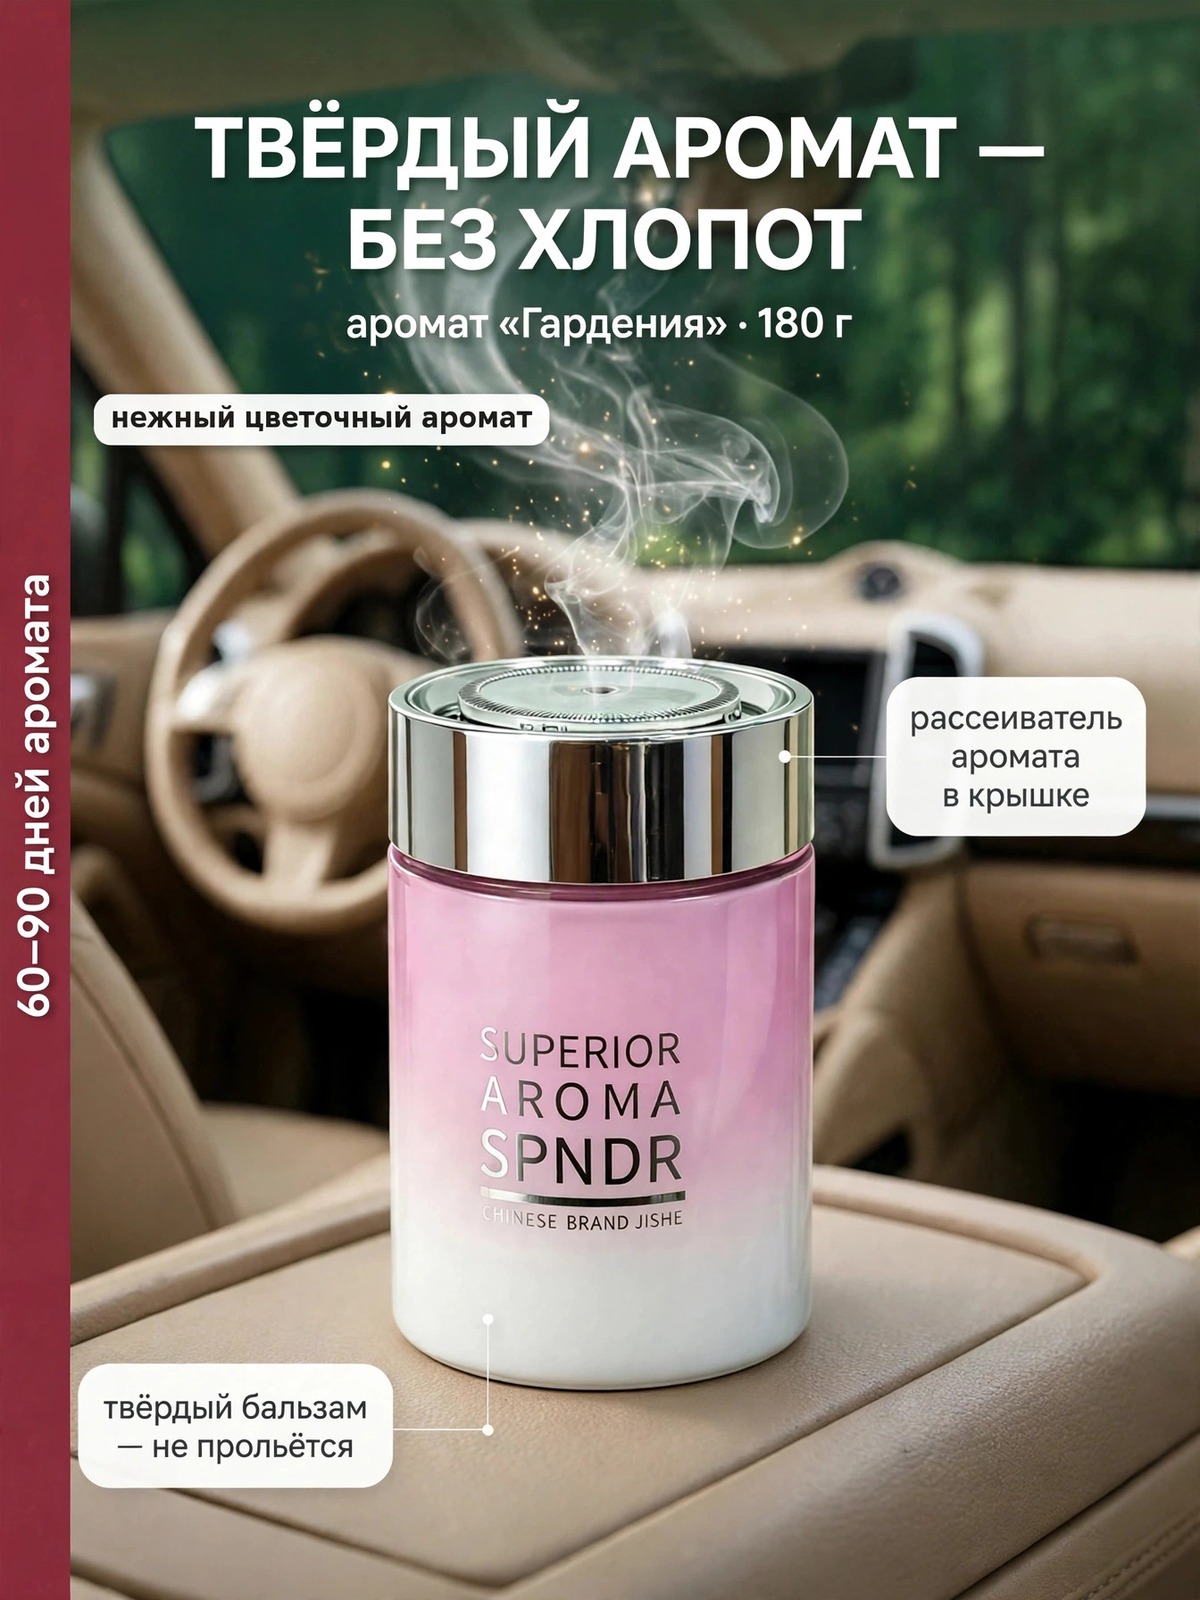 ТВЁРДЫЙ АРОМАТ —
БЕЗ ХЛОПОТ
аромат «Гардения» · 180 г
нежный цветочный аромат
60–90 дней аромата
рассеиватель
аромата
в крышке
SUPERIOR
AROMA
SPNDR
CHINESE BRAND JISHE
твёрдый бальзам
— не прольётся